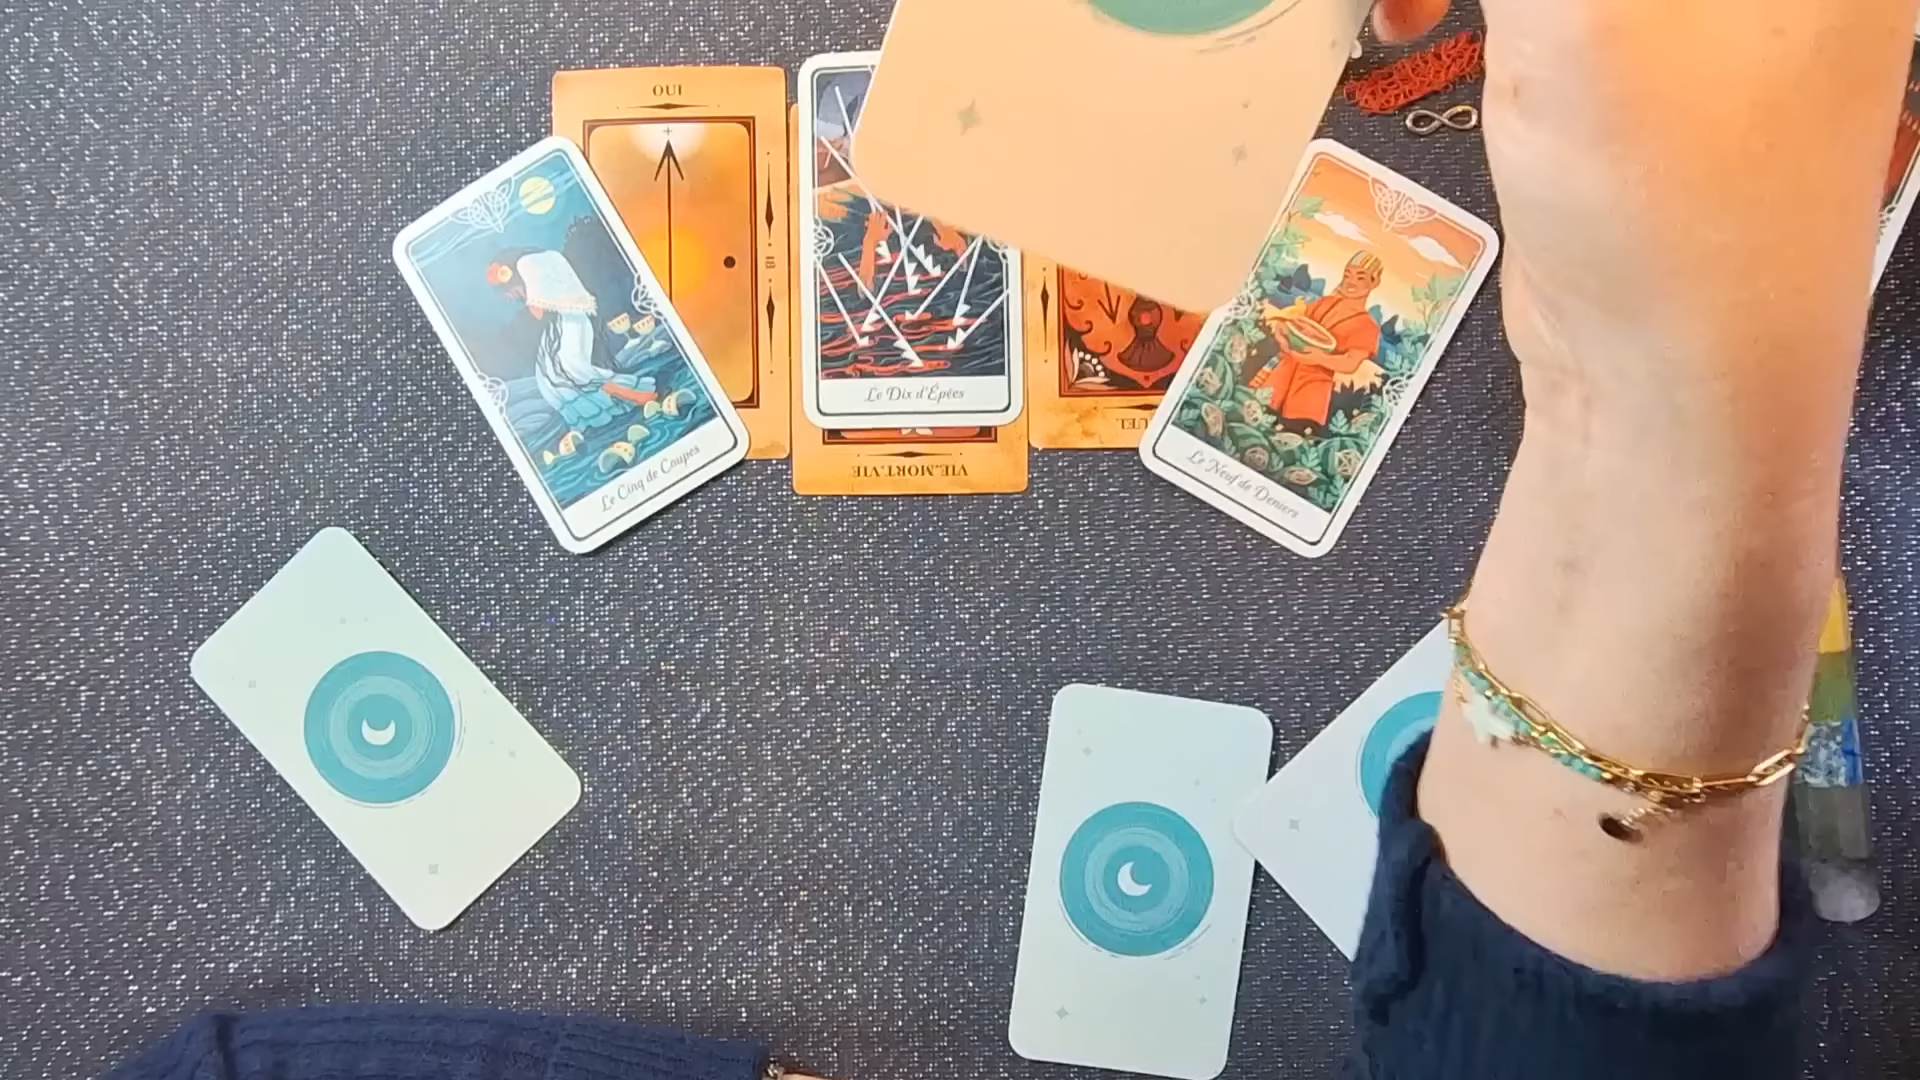 OUI
Le Cinq de Coupes
Le Dix d'Épées
VIE.MORT.VIE
Le Neuf de Deniers